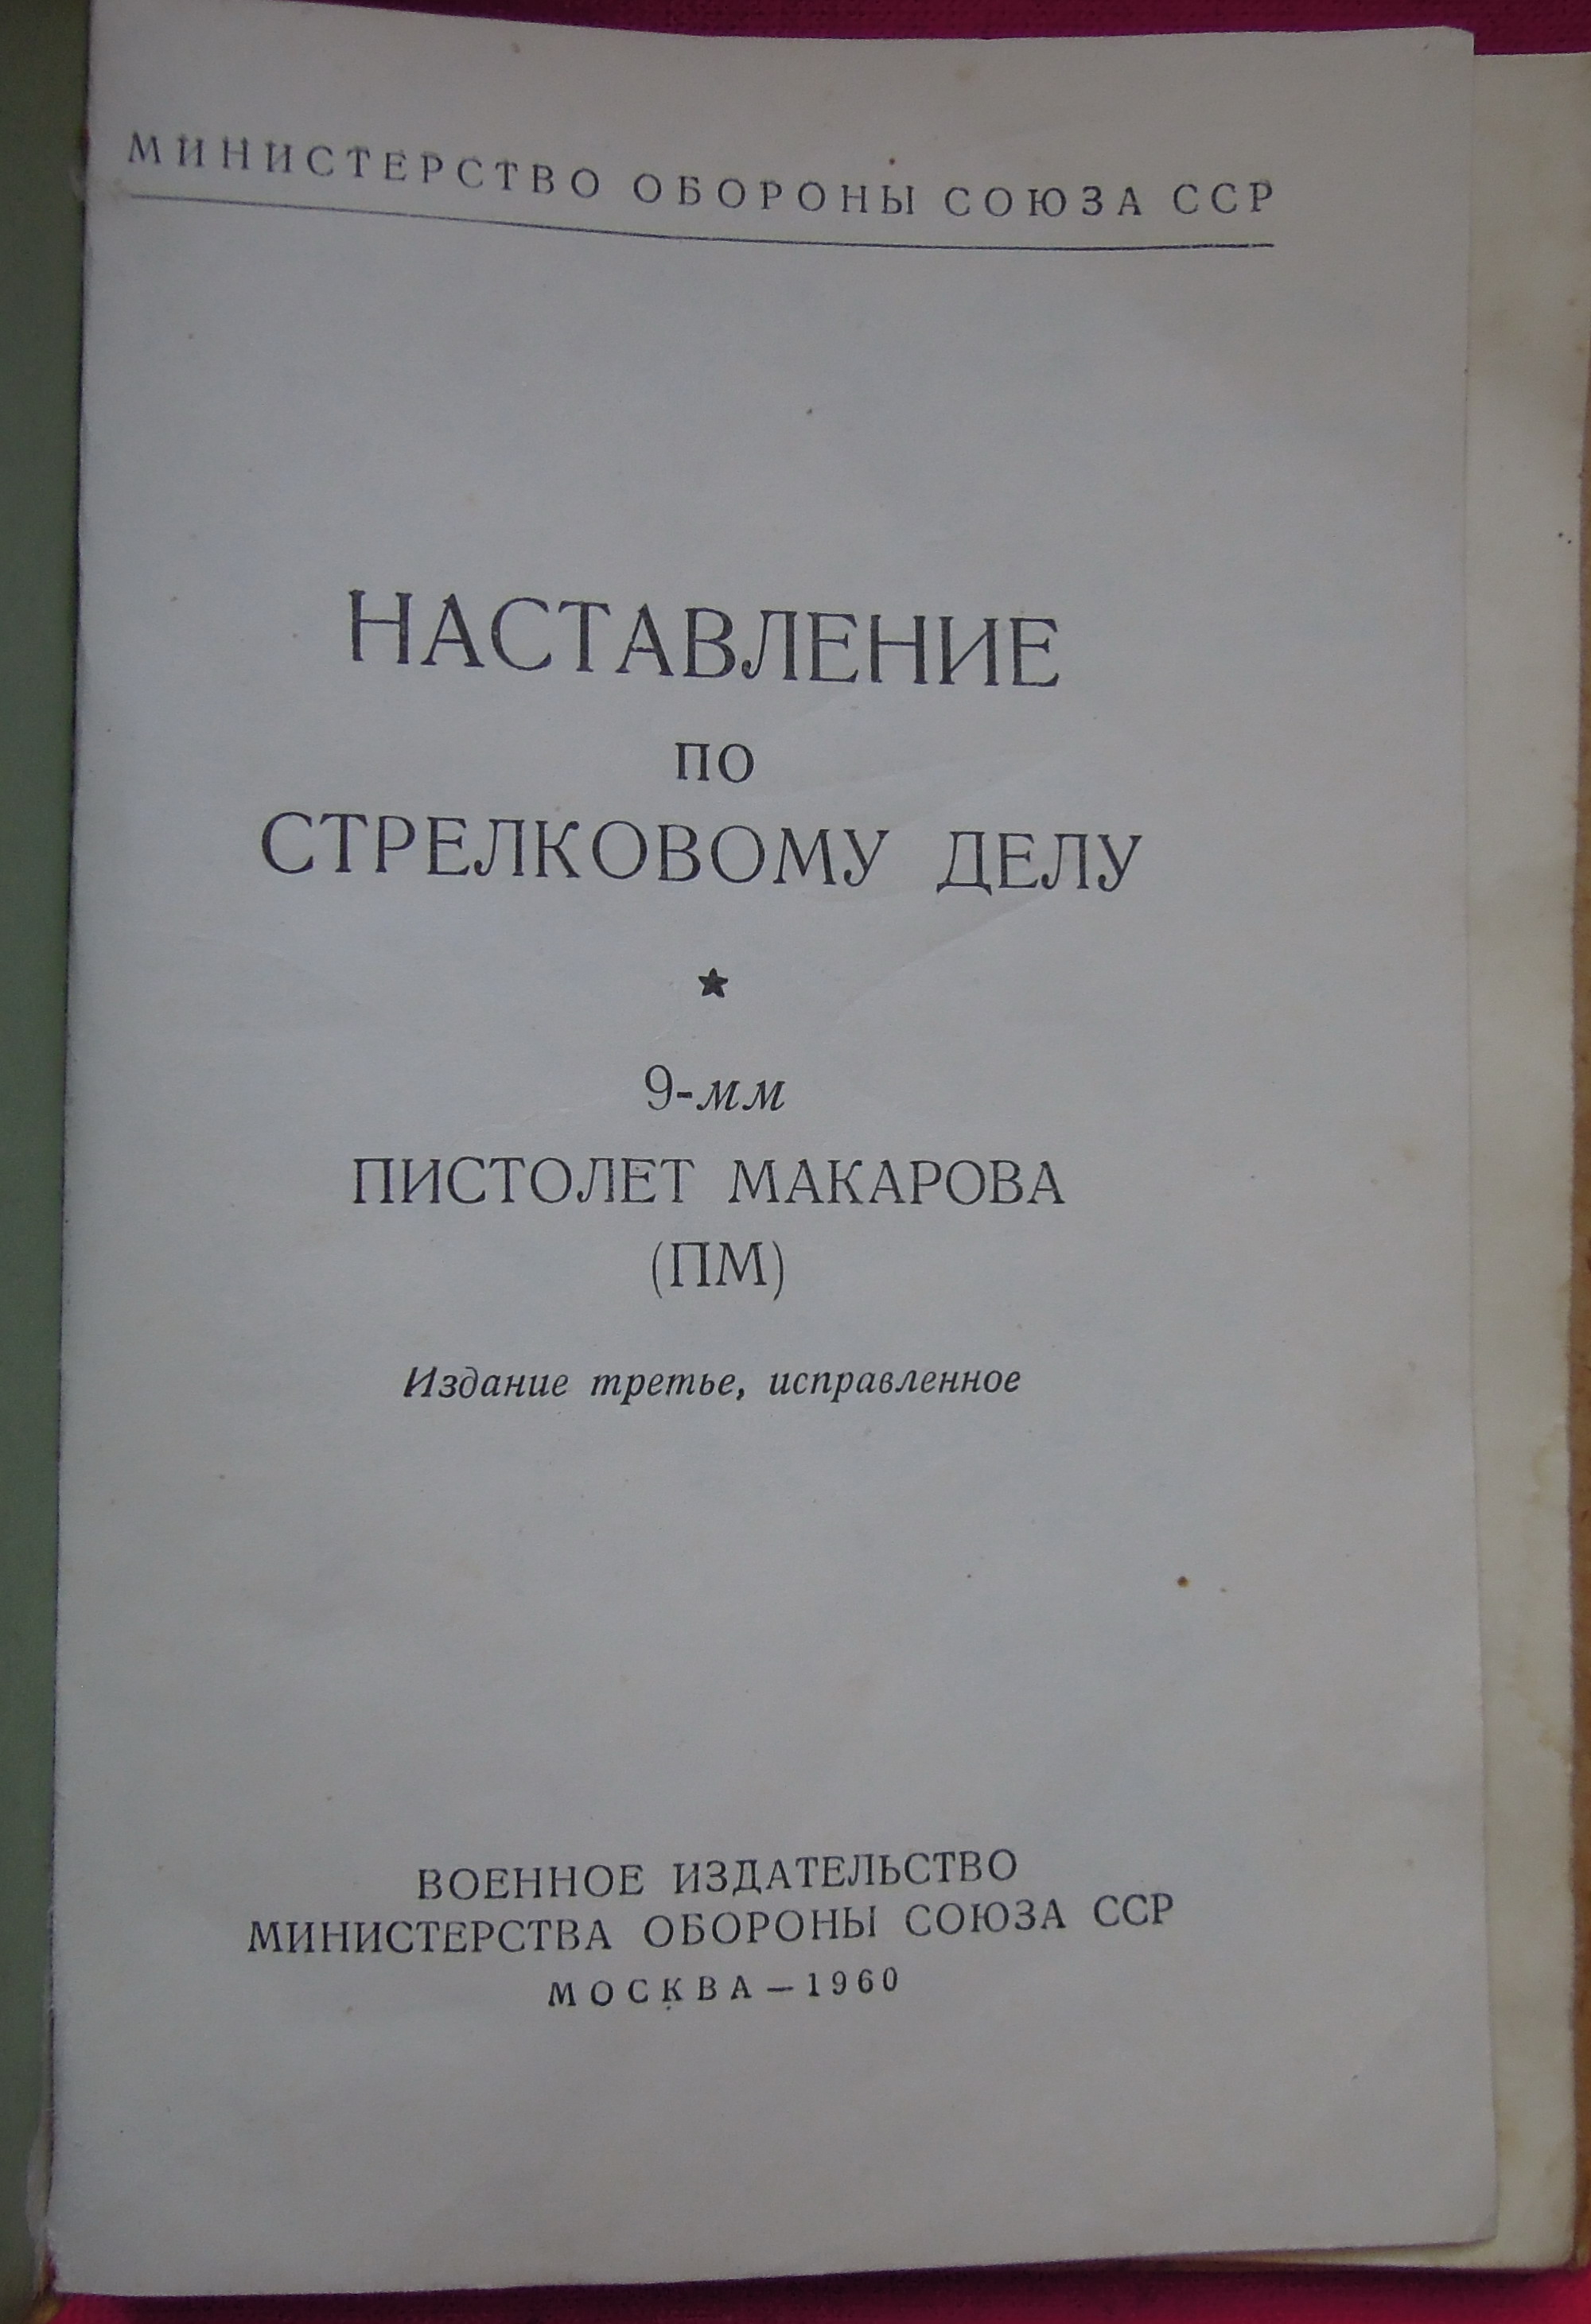 МИНИСТЕРСТВО ОБОРОНЫ СОЮЗА ССР
НАСТАВЛЕНИЕ
ПО
СТРЕЛКОВОМУ ДЕЛУ
★
9-мм
ПИСТОЛЕТ МАКАРОВА
(ПМ)
Издание третье, исправленное
ВОЕННОЕ ИЗДАТЕЛЬСТВО
МИНИСТЕРСТВА ОБОРОНЫ СОЮЗА ССР
МОСКВА — 1960